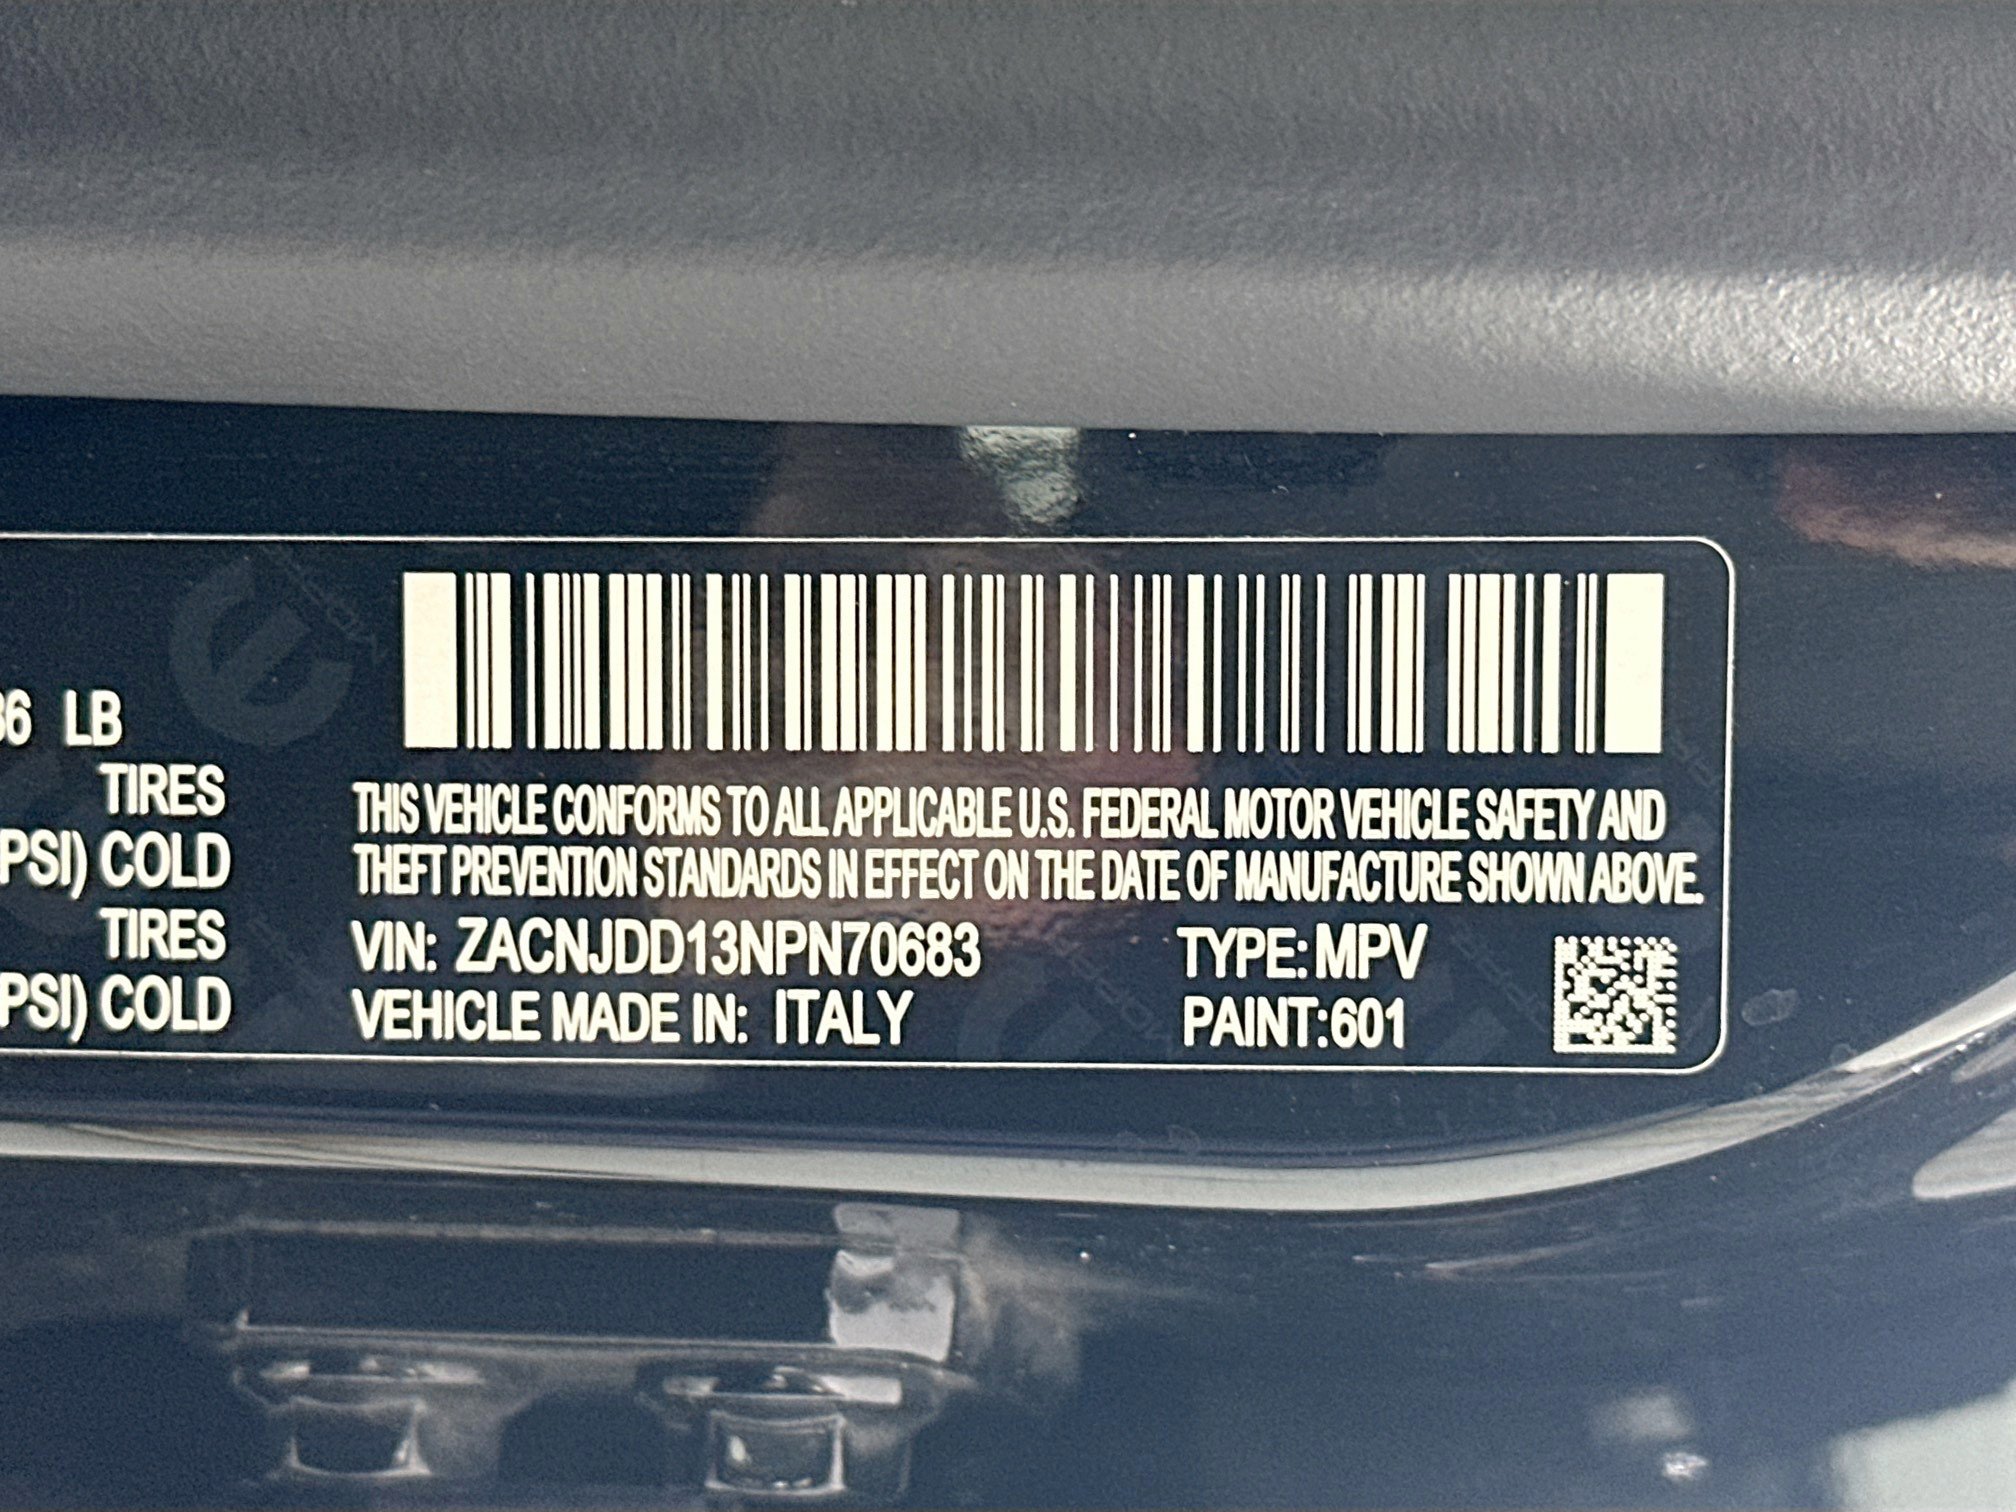 LB
TIRES
PSI) COLD
TIRES
PSI) COLD
THIS VEHICLE CONFORMS TO ALL APPLICABLE U.S. FEDERAL MOTOR VEHICLE SAFETY AND
THEFT PREVENTION STANDARDS IN EFFECT ON THE DATE OF MANUFACTURE SHOWN ABOVE.
VIN: ZACNJDD13NPN70683 TYPE: MPV
VEHICLE MADE IN: ITALY PAINT:601